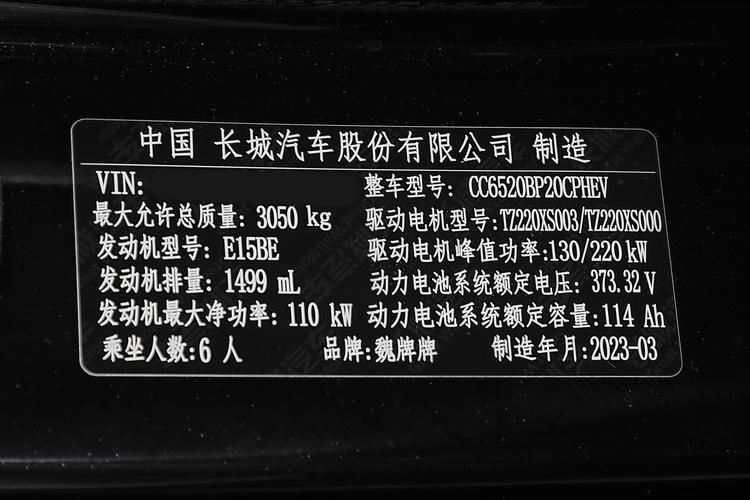 中国 长城汽车股份有限公司 制造
VIN: 整车型号: CC6520BP20CPHEV
最大允许总质量: 3050 kg 驱动电机型号:TZ220XS003/TZ220XS000
发动机型号: E15BE 驱动电机峰值功率:130/220 kW
发动机排量: 1499 mL 动力电池系统额定电压: 373.32 V
发动机最大净功率: 110 kW 动力电池系统额定容量:114 Ah
乘坐人数:6 人 品牌:魏牌牌 制造年月:2023-03